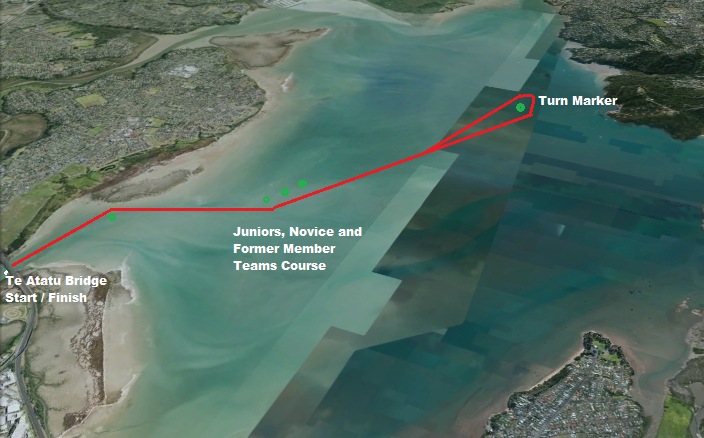 Turn Marker
Juniors, Novice and
Former Member
Teams Course
Te Atatu Bridge
Start / Finish